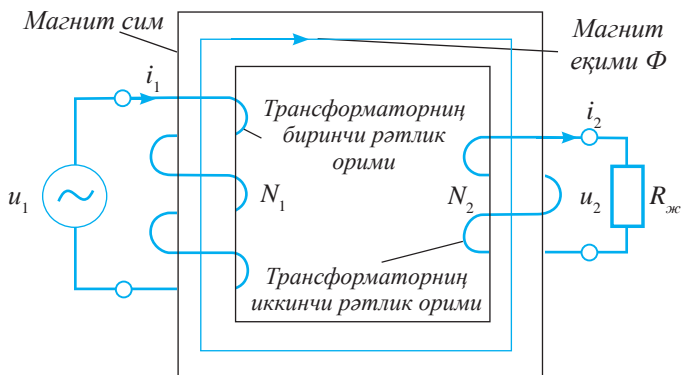 Магнит сим
Магнит
еқими Ф
i₁
Трансформаторниң
биринчи рәтлик
орими
i₂
u₁
N₁
N₂
u₂
Rж
Трансформаторниң
иккинчи рәтлик орими